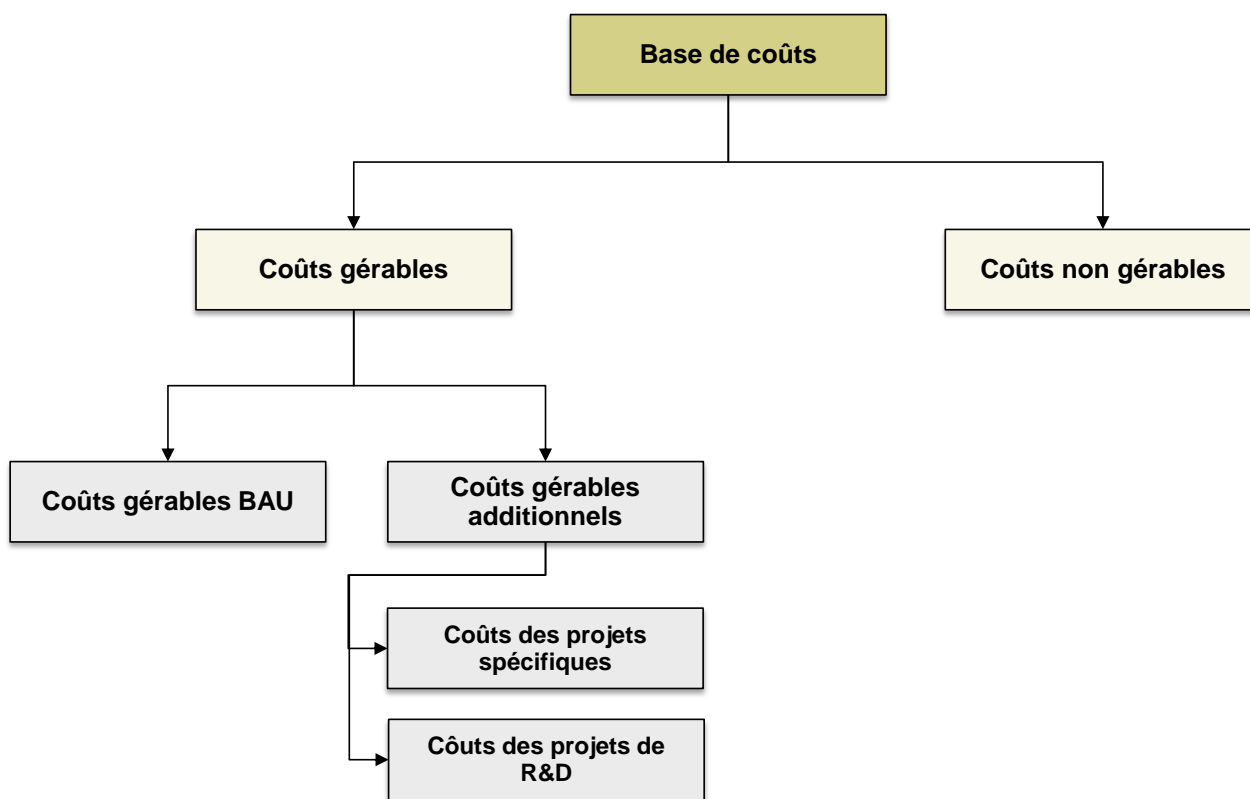 Base de coûts
Coûts gérables
Coûts non gérables
Coûts gérables BAU
Coûts gérables
additionnels
Coûts des projets
spécifiques
Côuts des projets de
R&D